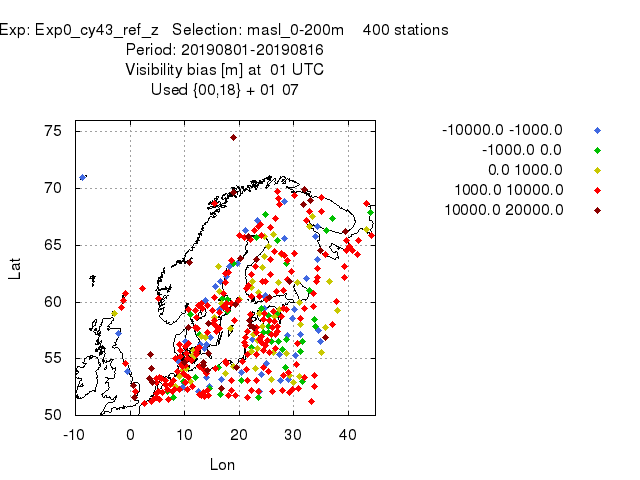 Exp: Exp0_cy43_ref_z   Selection: masl_0-200m    400 stations
Period: 20190801-20190816
Visibility bias [m] at  01 UTC
Used {00,18} + 01 07
-10000.0 -1000.0
-1000.0 0.0
0.0 1000.0
1000.0 10000.0
10000.0 20000.0
75
70
65
60
55
50
Lat
-10 0 10 20 30 40
Lon